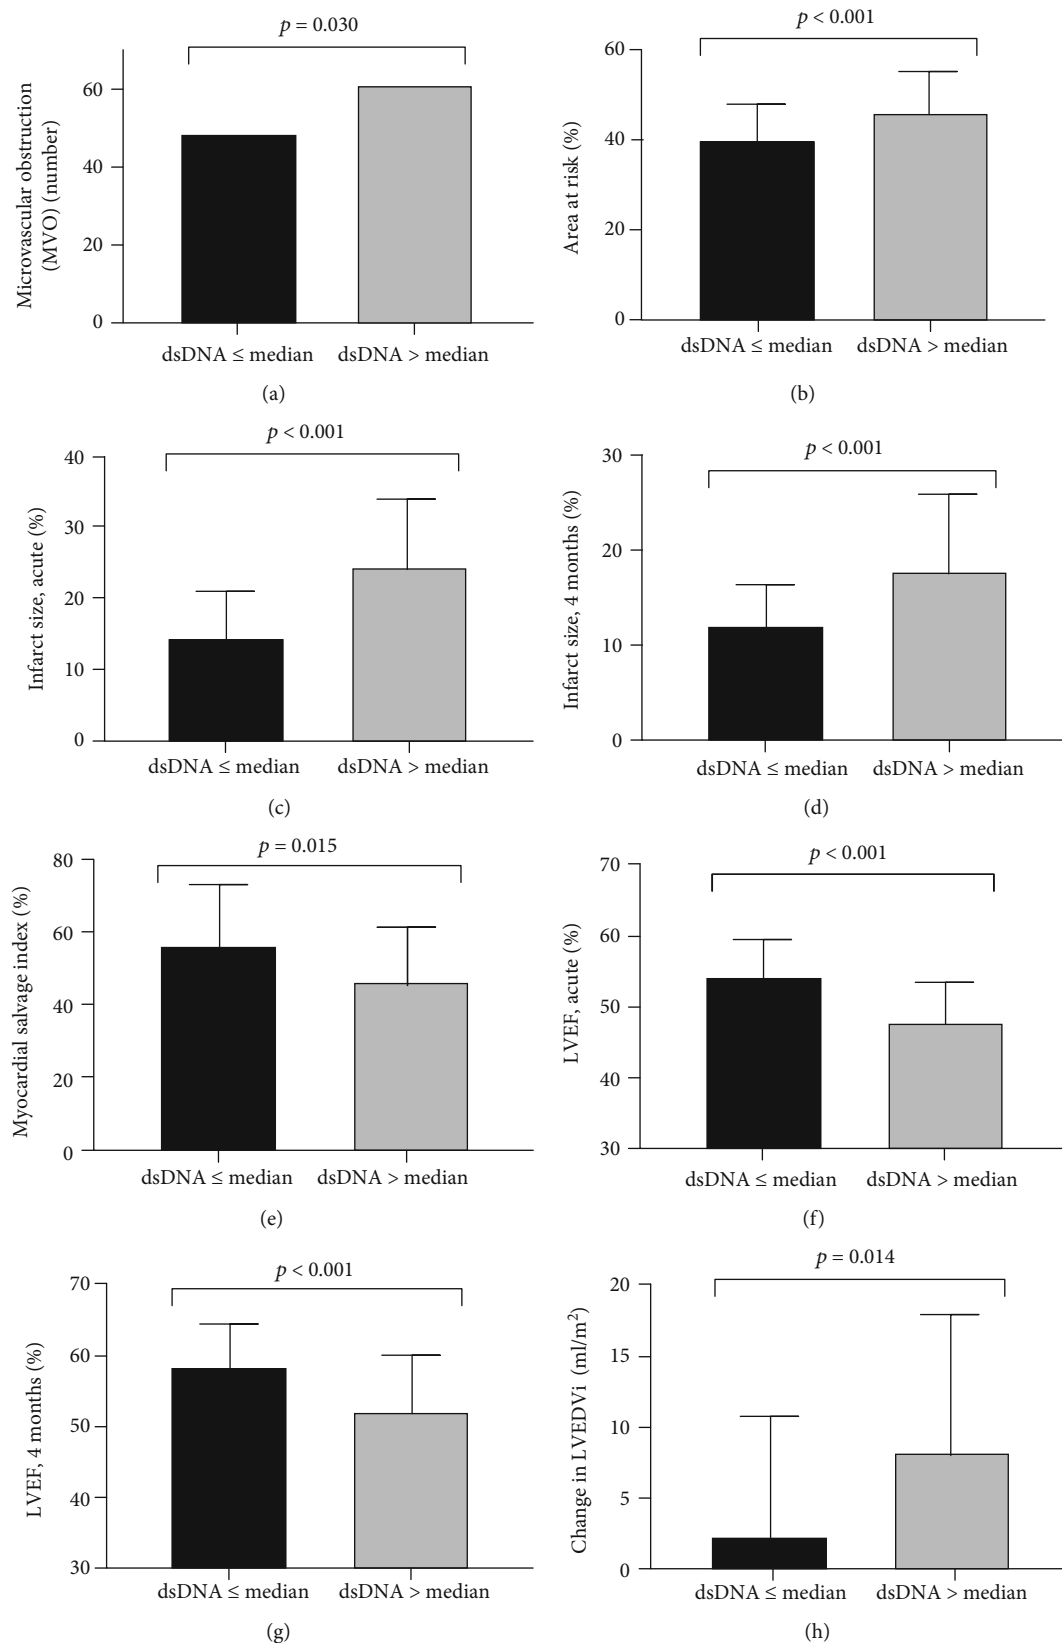 p = 0.030
Microvascular obstruction
(MVO) (number)
60
40
20
0
dsDNA ≤ median
dsDNA > median
(a)
p < 0.001
Area at risk (%)
60
40
20
0
dsDNA ≤ median
dsDNA > median
(b)
p < 0.001
Infarct size, acute (%)
40
30
20
10
0
dsDNA ≤ median
dsDNA > median
(c)
p < 0.001
Infarct size, 4 months (%)
30
20
10
0
dsDNA ≤ median
dsDNA > median
(d)
p = 0.015
Myocardial salvage index (%)
80
60
40
20
0
dsDNA ≤ median
dsDNA > median
(e)
p < 0.001
LVEF, acute (%)
70
60
50
40
30
dsDNA ≤ median
dsDNA > median
(f)
p < 0.001
LVEF, 4 months (%)
70
60
50
40
30
dsDNA ≤ median
dsDNA > median
(g)
p = 0.014
Change in LVEDVi (ml/m²)
20
15
10
5
0
dsDNA ≤ median
dsDNA > median
(h)